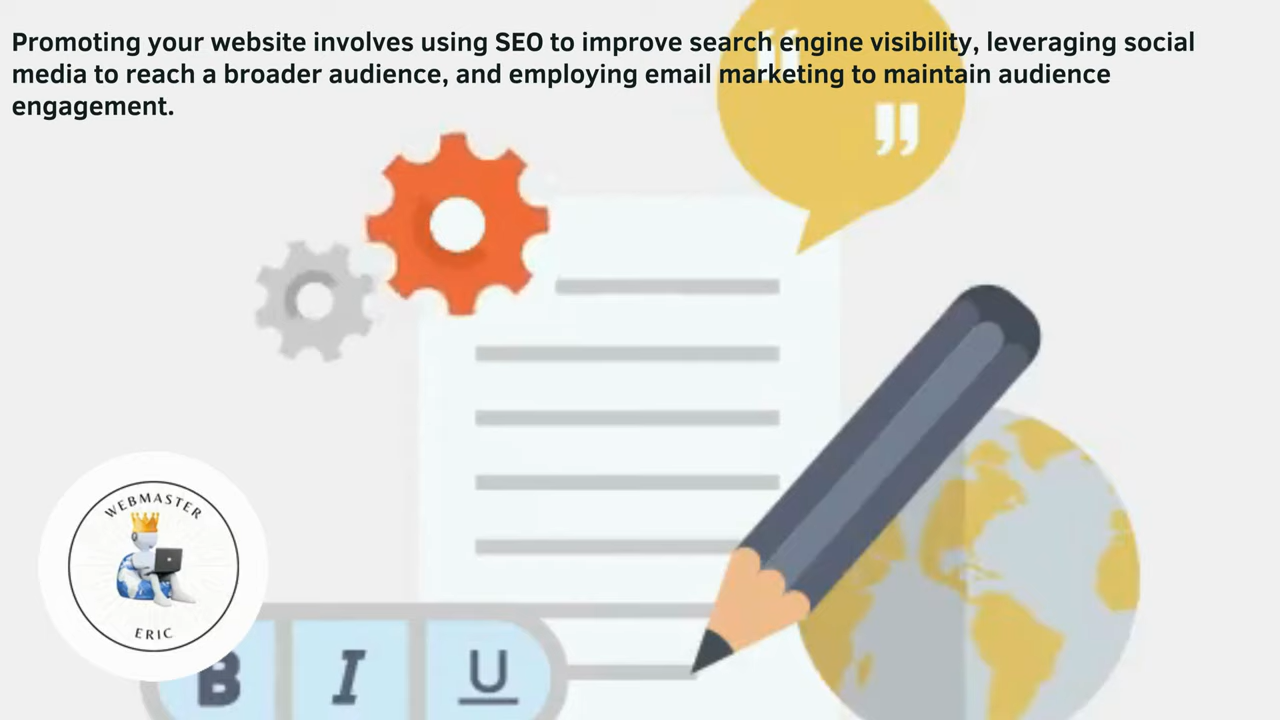 Promoting your website involves using SEO to improve search engine visibility, leveraging social
media to reach a broader audience, and employing email marketing to maintain audience
engagement.
WEBMASTER
ERIC
B I U